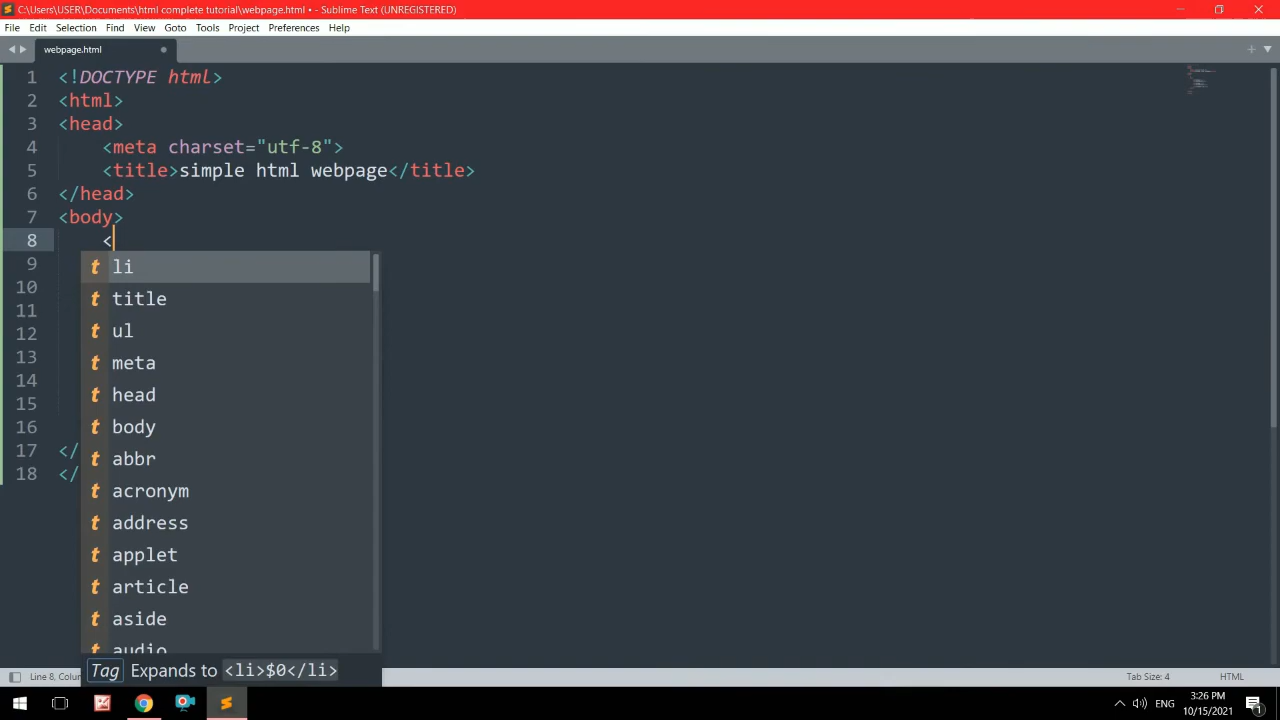 C:\Users\USER\Documents\html complete tutorial\webpage.html • - Sublime Text (UNREGISTERED)
File Edit Selection Find View Goto Tools Project Preferences Help
webpage.html
1 <!DOCTYPE html>
2 <html>
3 <head>
4 <meta charset="utf-8">
5 <title>simple html webpage</title>
6 </head>
7 <body>
8 <
9
10
11
12
13
14
15
16
17 </
18 </
t li
t title
t ul
t meta
t head
t body
t abbr
t acronym
t address
t applet
t article
t aside
t audio
Tag Expands to <li>$0</li>
Line 8, Colu
Tab Size: 4
HTML
ENG
3:26 PM
10/15/2021
1